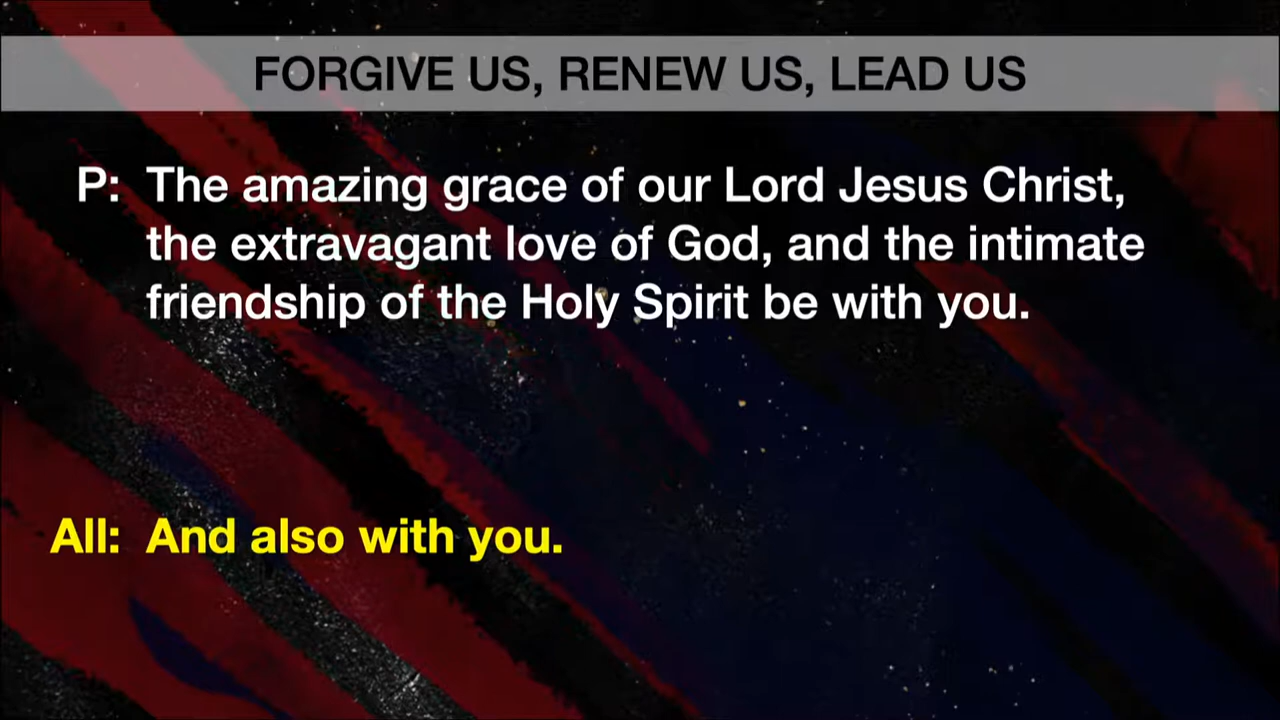 FORGIVE US, RENEW US, LEAD US
P: The amazing grace of our Lord Jesus Christ,
the extravagant love of God, and the intimate
friendship of the Holy Spirit be with you.
All: And also with you.